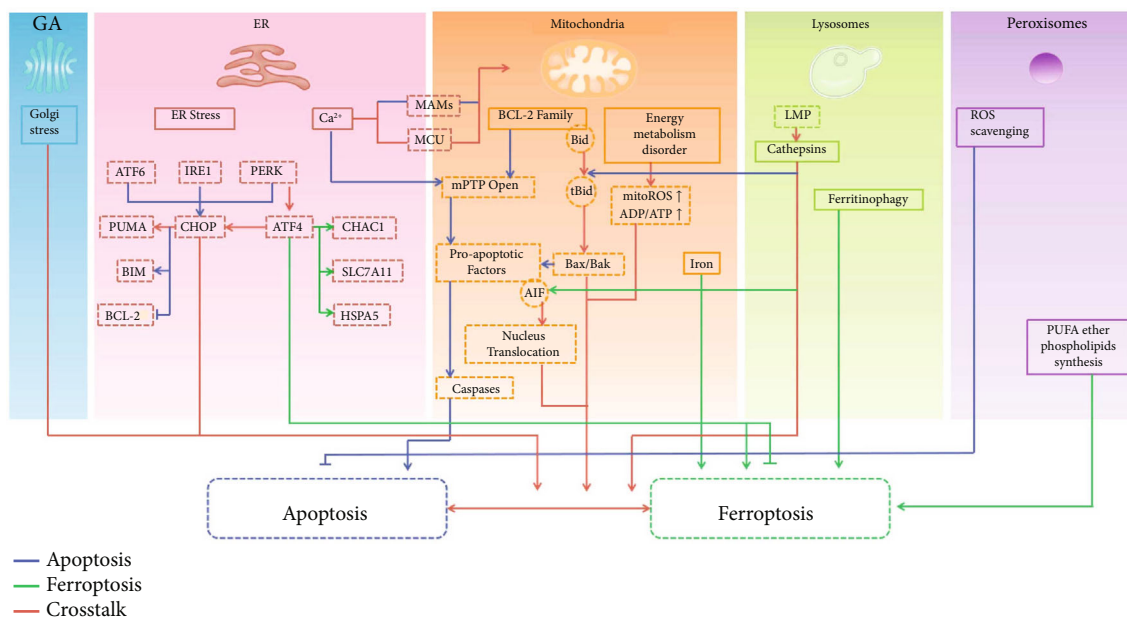 GA
ER
Mitochondria
Lysosomes
Peroxisomes
Golgi
stress
ER Stress
Ca²⁺
MAMs
MCU
BCL-2 Family
Bid
Energy
metabolism
disorder
LMP
Cathepsins
ROS
scavenging
ATF6
IRE1
PERK
mPTP Open
tBid
mitoROS ↑
ADP/ATP ↑
Ferritinophagy
PUMA
CHOP
ATF4
CHAC1
BIM
SLC7A11
Pro-apoptotic
Factors
Bax/Bak
Iron
AIF
BCL-2
HSPA5
Nucleus
Translocation
PUFA ether
phospholipids
synthesis
Caspases
Apoptosis
Ferroptosis
Apoptosis
Ferroptosis
Crosstalk